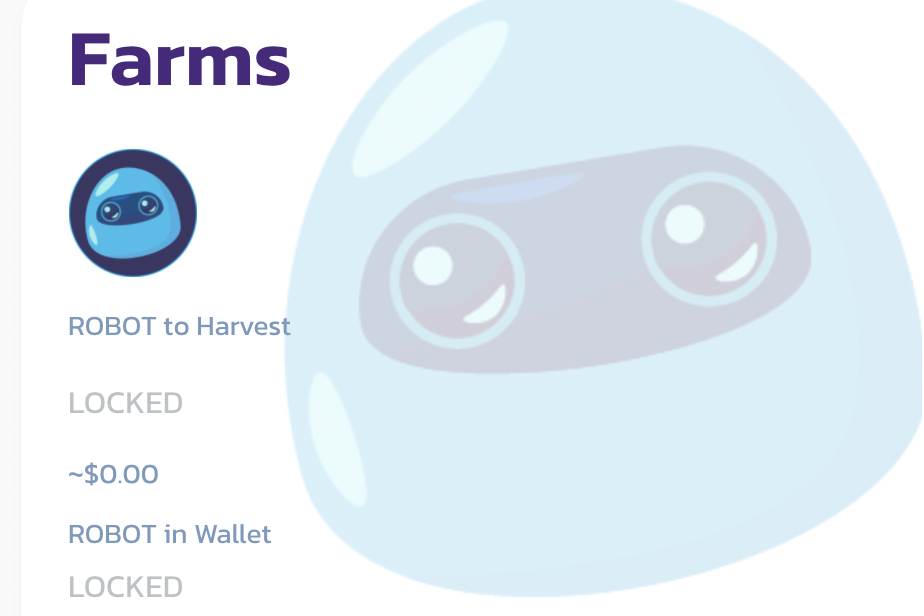 Farms
ROBOT to Harvest
LOCKED
~$0.00
ROBOT in Wallet
LOCKED